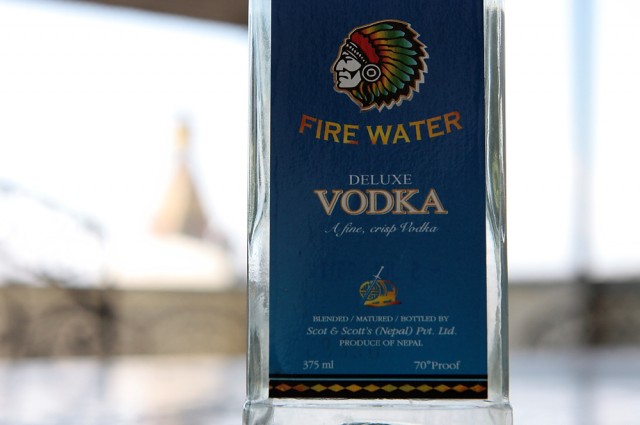 FIRE WATER
DELUXE
VODKA
A fine, crisp Vodka
BLENDED / MATURED / BOTTLED BY
Scot & Scott's (Nepal) Pvt. Ltd.
PRODUCE OF NEPAL
375 ml 70°Proof